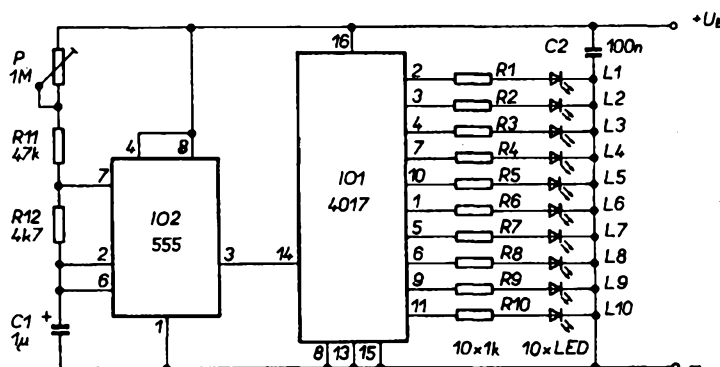 +U
P
1M
R11
47k
R12
4k7
C1 +
1µ
4
8
7
2
6
1
3
IO2
555
14
16
IO1
4017
8 13 15
2 R1 L1
3 R2 L2
4 R3 L3
7 R4 L4
10 R5 L5
1 R6 L6
5 R7 L7
6 R8 L8
9 R9 L9
11 R10 L10
C2 100n
10×1k 10×LED
−